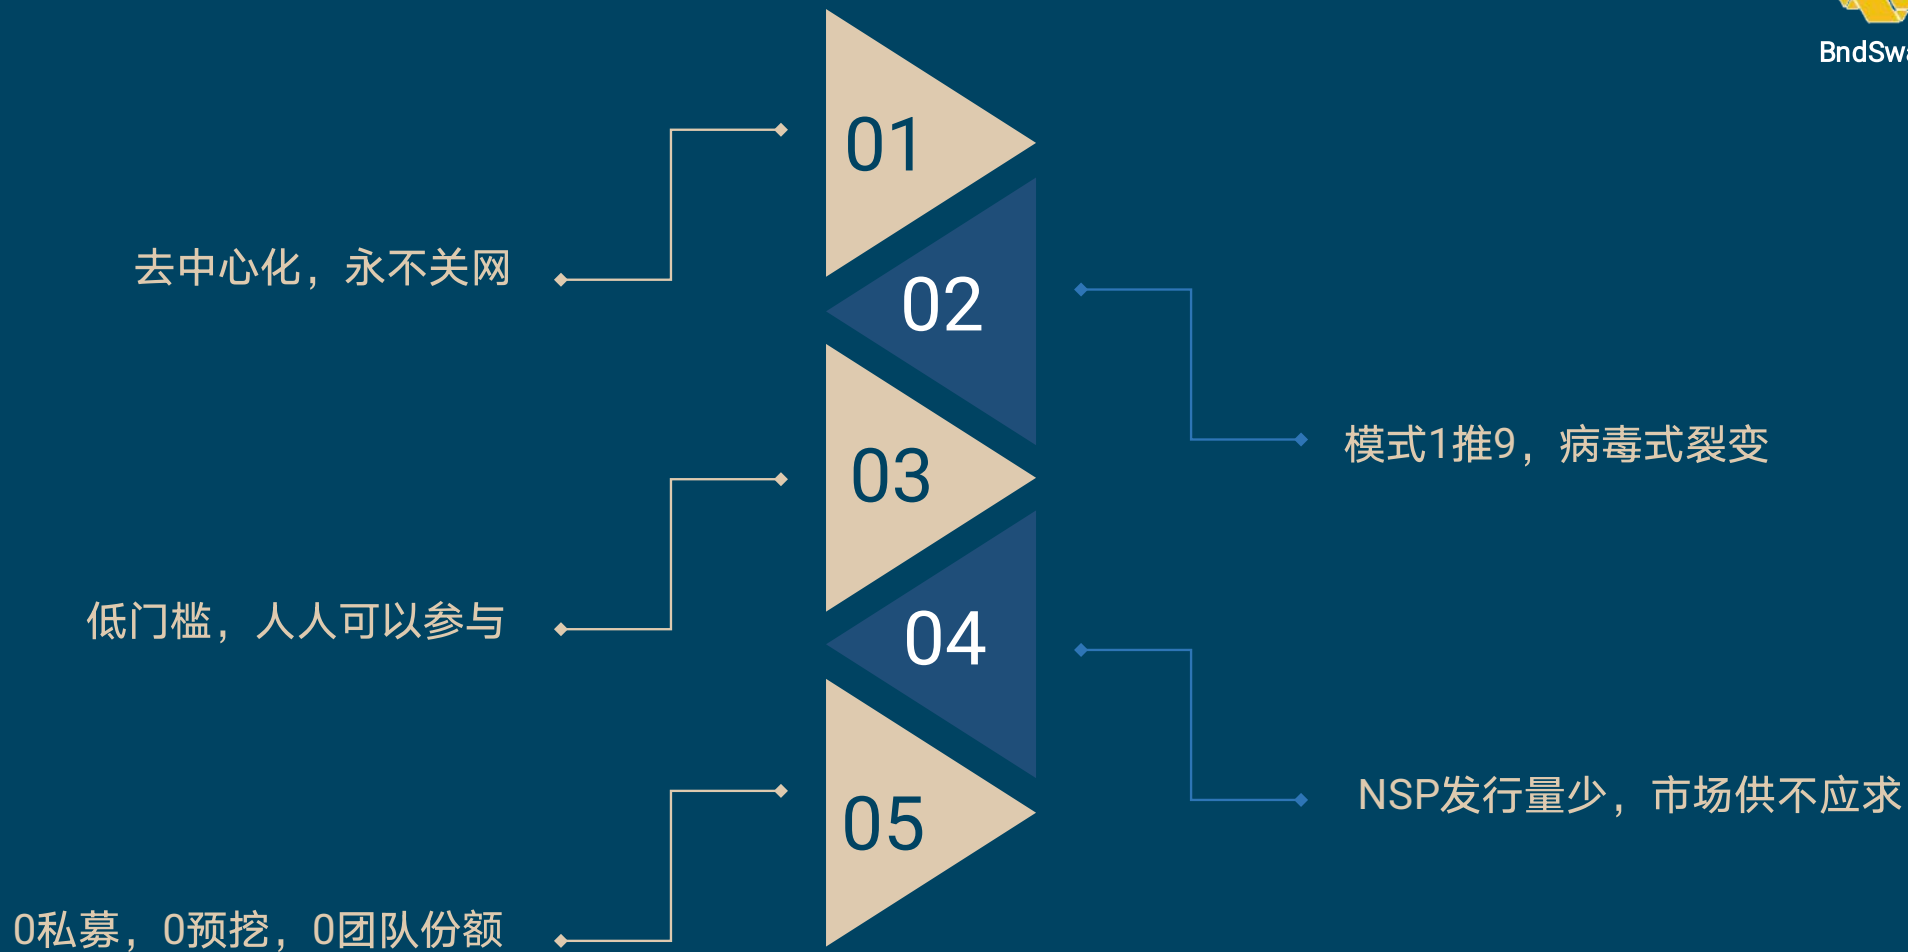 BndSw
01
去中心化，永不关网
02
模式1推9，病毒式裂变
03
低门槛，人人可以参与
04
NSP发行量少，市场供不应求
05
0私募，0预挖，0团队份额